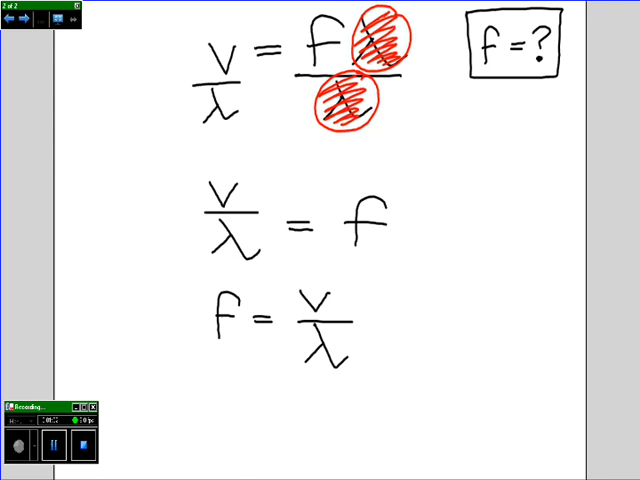 2 of 2
v/λ = fλ/λ
f = ?
v/λ = f
f = v/λ
Recording...